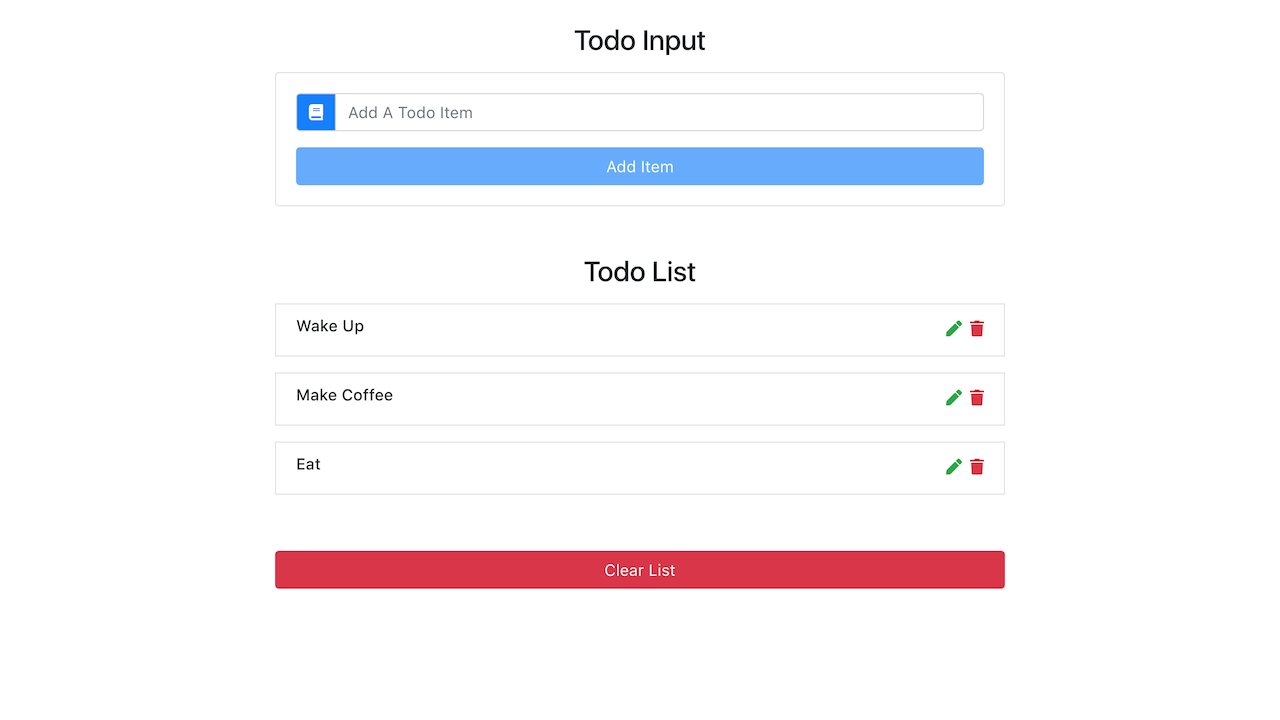 Todo Input
Add A Todo Item
Add Item
Todo List
Wake Up
Make Coffee
Eat
Clear List